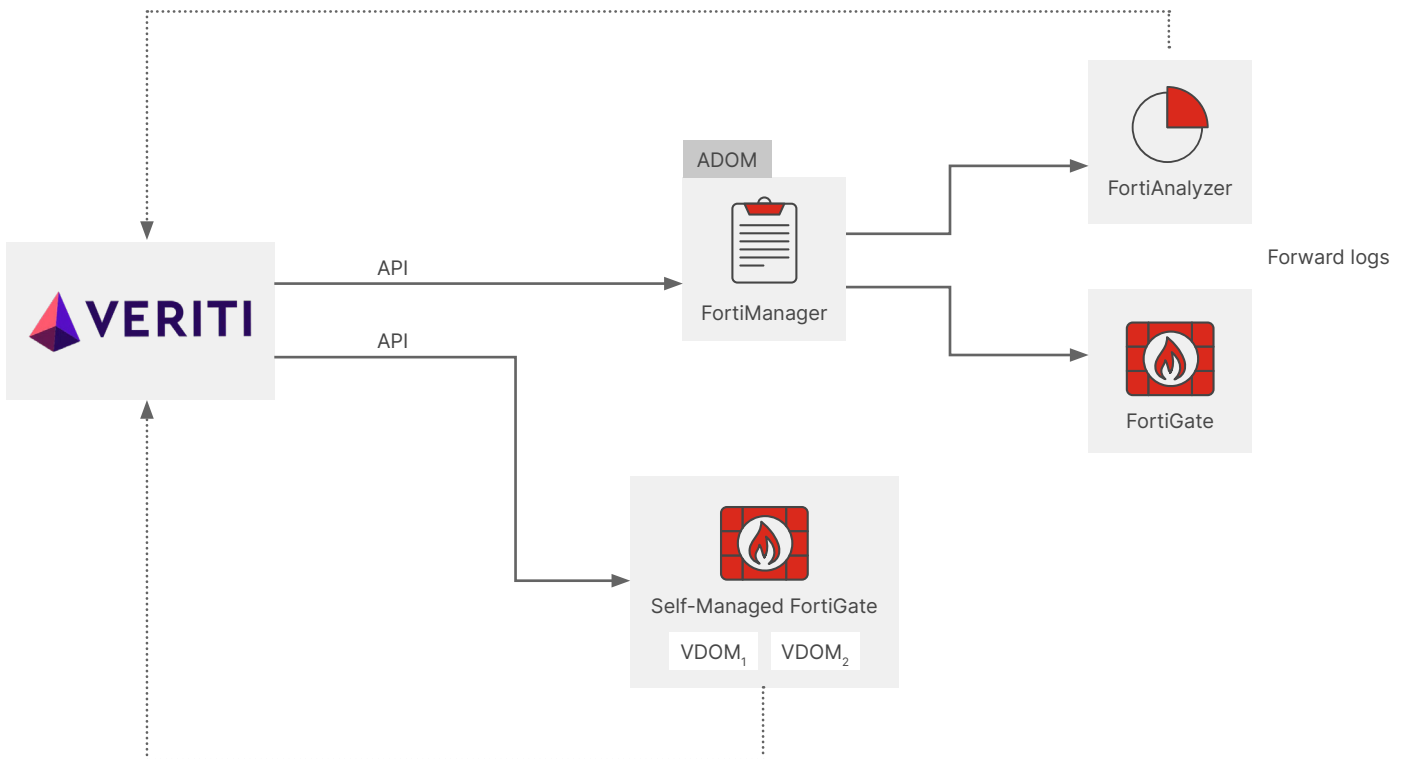 ADOM
FortiAnalyzer
Forward logs
API
VERITI
FortiManager
API
FortiGate
Self-Managed FortiGate
VDOM1 VDOM2